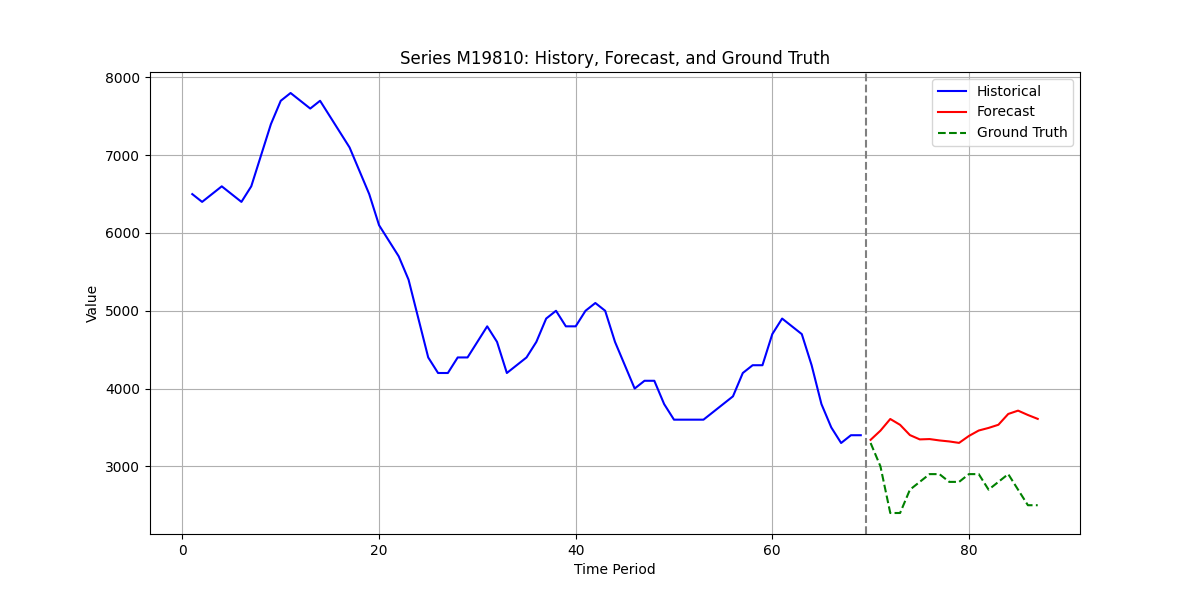 Series M19810: History, Forecast, and Ground Truth
8000
7000
6000
5000
4000
3000
Value
Historical
Forecast
Ground Truth
0
20
40
60
80
Time Period